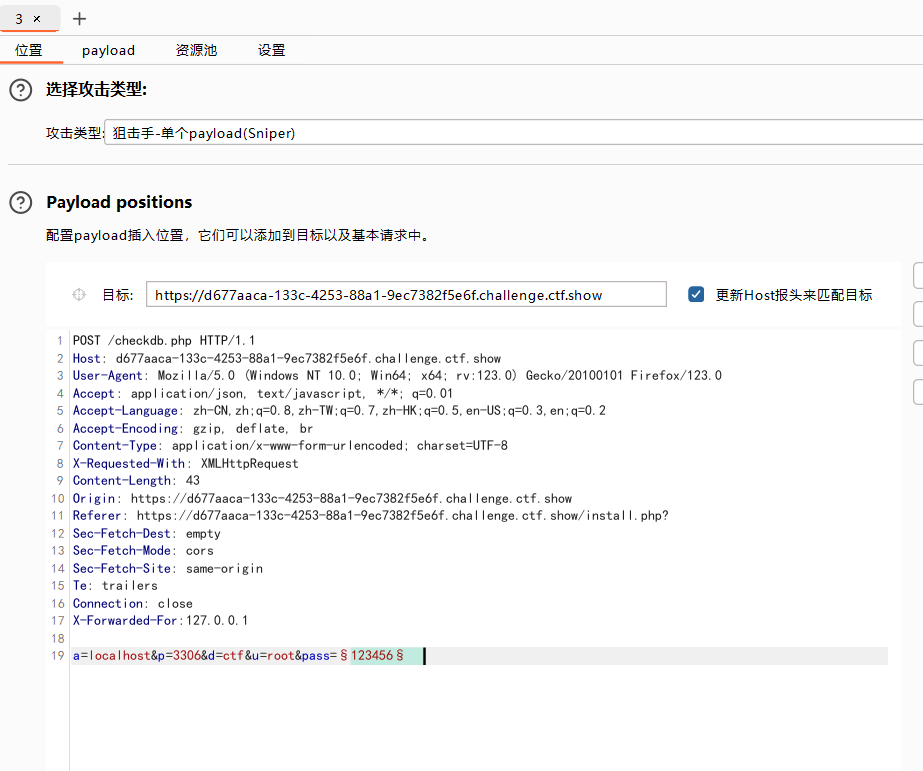 3 × +
位置 payload 资源池 设置
? 选择攻击类型:
攻击类型: 狙击手-单个payload(Sniper)
? Payload positions
配置payload插入位置，它们可以添加到目标以及基本请求中。
目标: https://d677aaca-133c-4253-88a1-9ec7382f5e6f.challenge.ctf.show 更新Host报头来匹配目标
1 POST /checkdb.php HTTP/1.1
2 Host: d677aaca-133c-4253-88a1-9ec7382f5e6f.challenge.ctf.show
3 User-Agent: Mozilla/5.0 (Windows NT 10.0; Win64; x64; rv:123.0) Gecko/20100101 Firefox/123.0
4 Accept: application/json, text/javascript, */*; q=0.01
5 Accept-Language: zh-CN,zh;q=0.8,zh-TW;q=0.7,zh-HK;q=0.5,en-US;q=0.3,en;q=0.2
6 Accept-Encoding: gzip, deflate, br
7 Content-Type: application/x-www-form-urlencoded; charset=UTF-8
8 X-Requested-With: XMLHttpRequest
9 Content-Length: 43
10 Origin: https://d677aaca-133c-4253-88a1-9ec7382f5e6f.challenge.ctf.show
11 Referer: https://d677aaca-133c-4253-88a1-9ec7382f5e6f.challenge.ctf.show/install.php?
12 Sec-Fetch-Dest: empty
13 Sec-Fetch-Mode: cors
14 Sec-Fetch-Site: same-origin
15 Te: trailers
16 Connection: close
17 X-Forwarded-For:127.0.0.1
18
19 a=localhost&p=3306&d=ctf&u=root&pass=§123456§